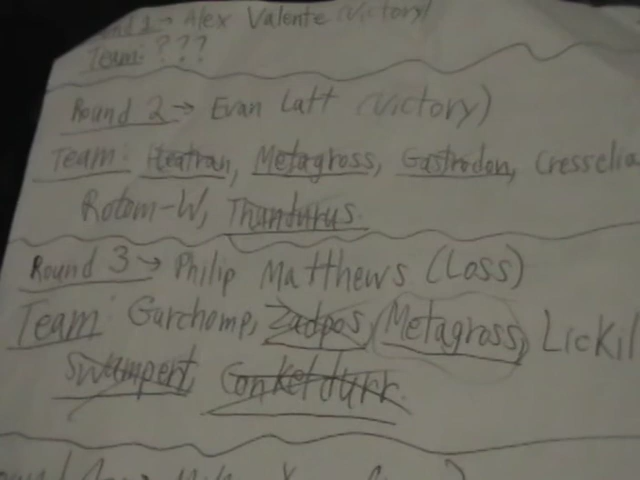 Alex Valente (Victory)
Team: ???
Round 2 → Evan Latt (Victory)
Team: Heatran, Metagross, Gastrodon, Cresselia
Rotom-W, Thundurus.
Round 3 → Philip Matthews (Loss)
Team: Garchomp, Zadpos, Metagross, Lickil
Swampert, Conkeldurr.